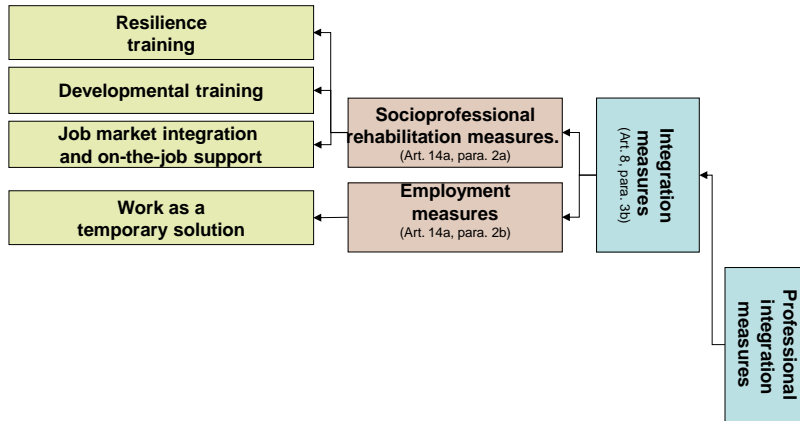 Resilience
training
Developmental training
Job market integration
and on-the-job support
Work as a
temporary solution
Socioprofessional
rehabilitation measures.
(Art. 14a, para. 2a)
Employment
measures
(Art. 14a, para. 2b)
Integration
measures
(Art. 8, para. 3b)
Professional
integration
measures